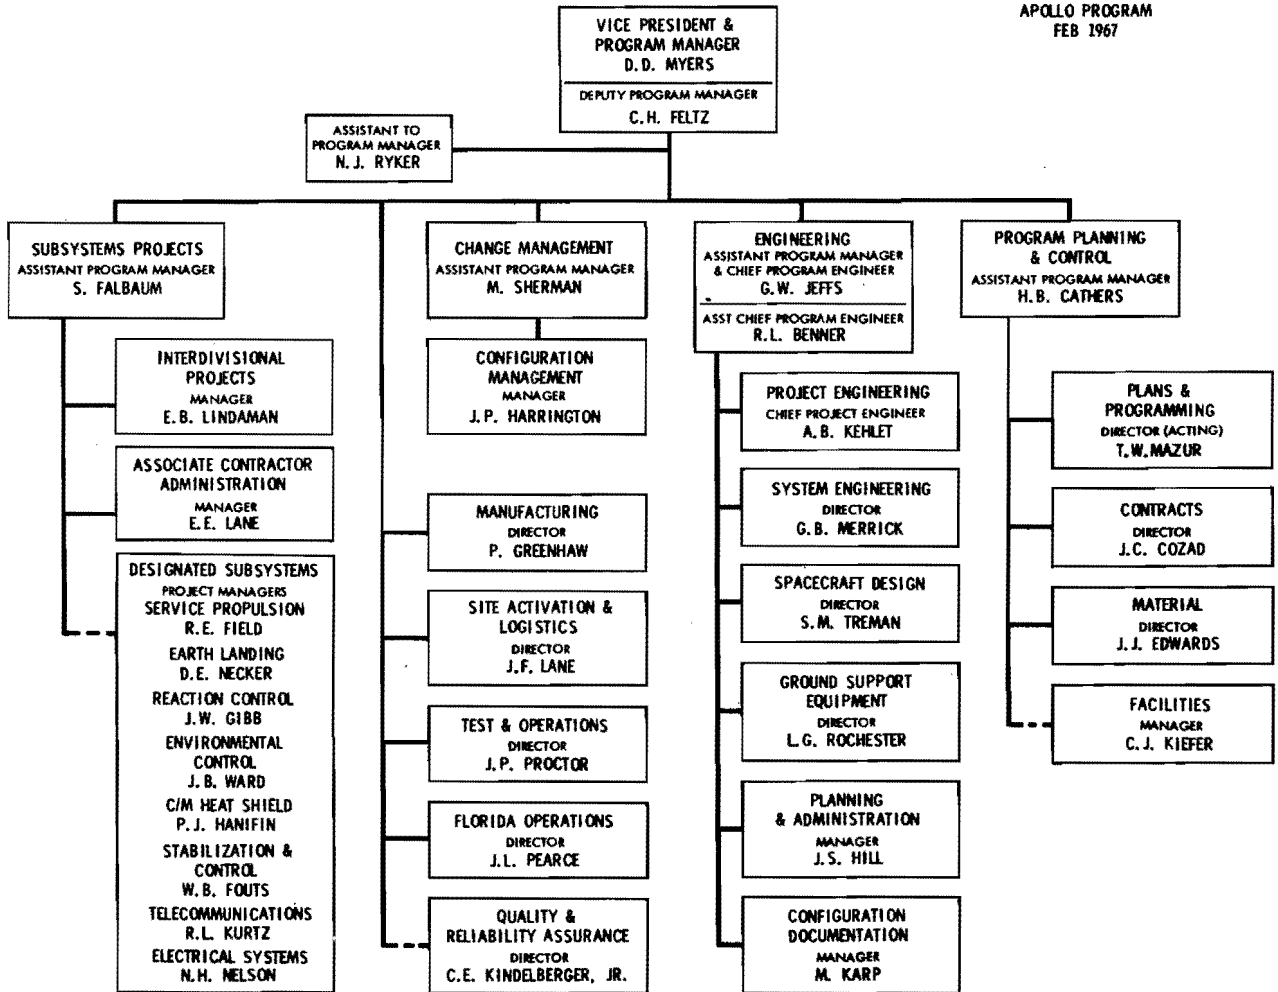 APOLLO PROGRAM
FEB 1967
VICE PRESIDENT &
PROGRAM MANAGER
D.D. MYERS
DEPUTY PROGRAM MANAGER
C.H. FELTZ
ASSISTANT TO
PROGRAM MANAGER
N.J. RYKER
SUBSYSTEMS PROJECTS
ASSISTANT PROGRAM MANAGER
S. FALBAUM
INTERDIVISIONAL
PROJECTS
MANAGER
E.B. LINDAMAN
ASSOCIATE CONTRACTOR
ADMINISTRATION
MANAGER
E.E. LANE
DESIGNATED SUBSYSTEMS
PROJECT MANAGERS
SERVICE PROPULSION
R.E. FIELD
EARTH LANDING
D.E. NECKER
REACTION CONTROL
J.W. GIBB
ENVIRONMENTAL
CONTROL
J.B. WARD
C/M HEAT SHIELD
P.J. HANIFIN
STABILIZATION &
CONTROL
W.B. FOUTS
TELECOMMUNICATIONS
R.L. KURTZ
ELECTRICAL SYSTEMS
N.H. NELSON
CHANGE MANAGEMENT
ASSISTANT PROGRAM MANAGER
M. SHERMAN
CONFIGURATION
MANAGEMENT
MANAGER
J.P. HARRINGTON
MANUFACTURING
DIRECTOR
P. GREENHAW
SITE ACTIVATION &
LOGISTICS
DIRECTOR
J.F. LANE
TEST & OPERATIONS
DIRECTOR
J.P. PROCTOR
FLORIDA OPERATIONS
DIRECTOR
J.L. PEARCE
QUALITY &
RELIABILITY ASSURANCE
DIRECTOR
C.E. KINDELBERGER, JR.
ENGINEERING
ASSISTANT PROGRAM MANAGER
& CHIEF PROGRAM ENGINEER
G.W. JEFFS
ASST CHIEF PROGRAM ENGINEER
R.L. BENNER
PROJECT ENGINEERING
CHIEF PROJECT ENGINEER
A.B. KEHLET
SYSTEM ENGINEERING
DIRECTOR
G.B. MERRICK
SPACECRAFT DESIGN
DIRECTOR
S.M. TREMAN
GROUND SUPPORT
EQUIPMENT
DIRECTOR
L.G. ROCHESTER
PLANNING
& ADMINISTRATION
MANAGER
J.S. HILL
CONFIGURATION
DOCUMENTATION
MANAGER
M. KARP
PROGRAM PLANNING
& CONTROL
ASSISTANT PROGRAM MANAGER
H.B. CATHERS
PLANS &
PROGRAMMING
DIRECTOR (ACTING)
T.W. MAZUR
CONTRACTS
DIRECTOR
J.C. COZAD
MATERIAL
DIRECTOR
J.J. EDWARDS
FACILITIES
MANAGER
C.J. KIEFER